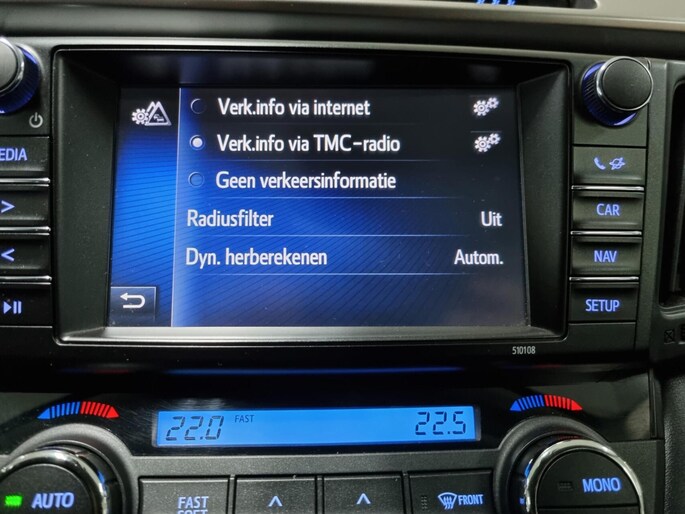 Verk.info via internet
Verk.info via TMC-radio
Geen verkeersinformatie
Radiusfilter Uit
Dyn. herberekenen Autom.
EDIA
CAR
NAV
SETUP
510108
22.0 FAST 22.5
AUTO
FAST
FRONT
MONO